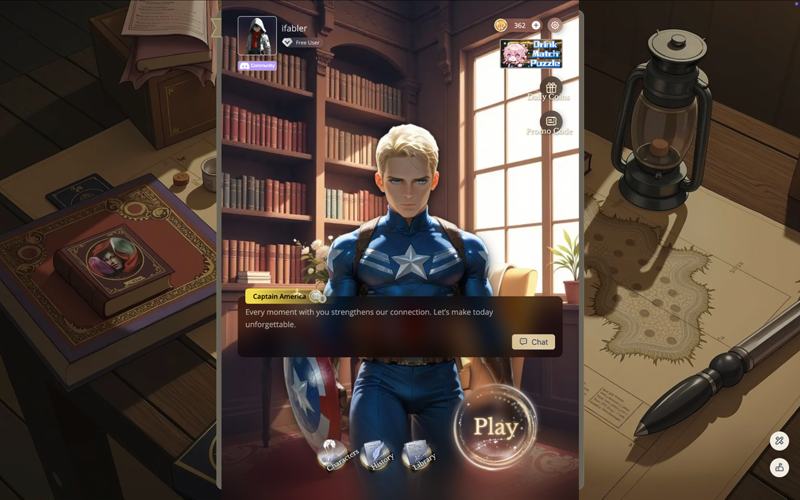 ifabler
Free User
Community
362
Drink
Match
Puzzle
Daily Coins
Promo Code
Captain America
Every moment with you strengthens our connection. Let's make today
unforgettable.
Chat
Play
Characters
History
Library